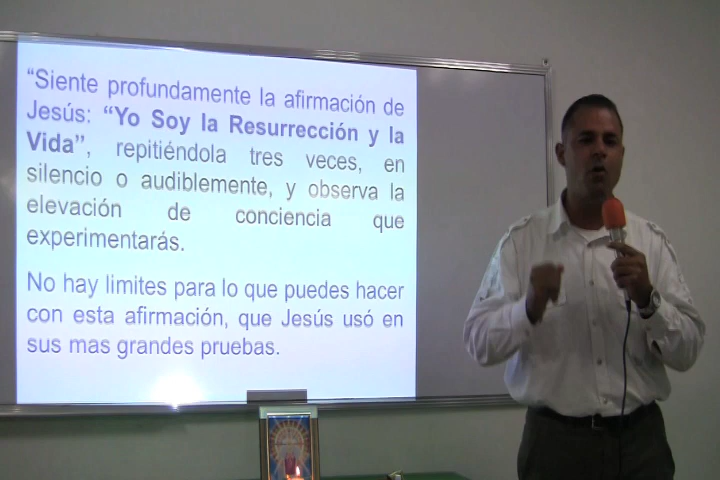 “Siente profundamente la afirmación de
Jesús: “Yo Soy la Resurrección y la
Vida”, repitiéndola tres veces, en
silencio o audiblemente, y observa la
elevación de conciencia que
experimentarás.
No hay limites para lo que puedes hacer
con esta afirmación, que Jesús usó en
sus mas grandes pruebas.